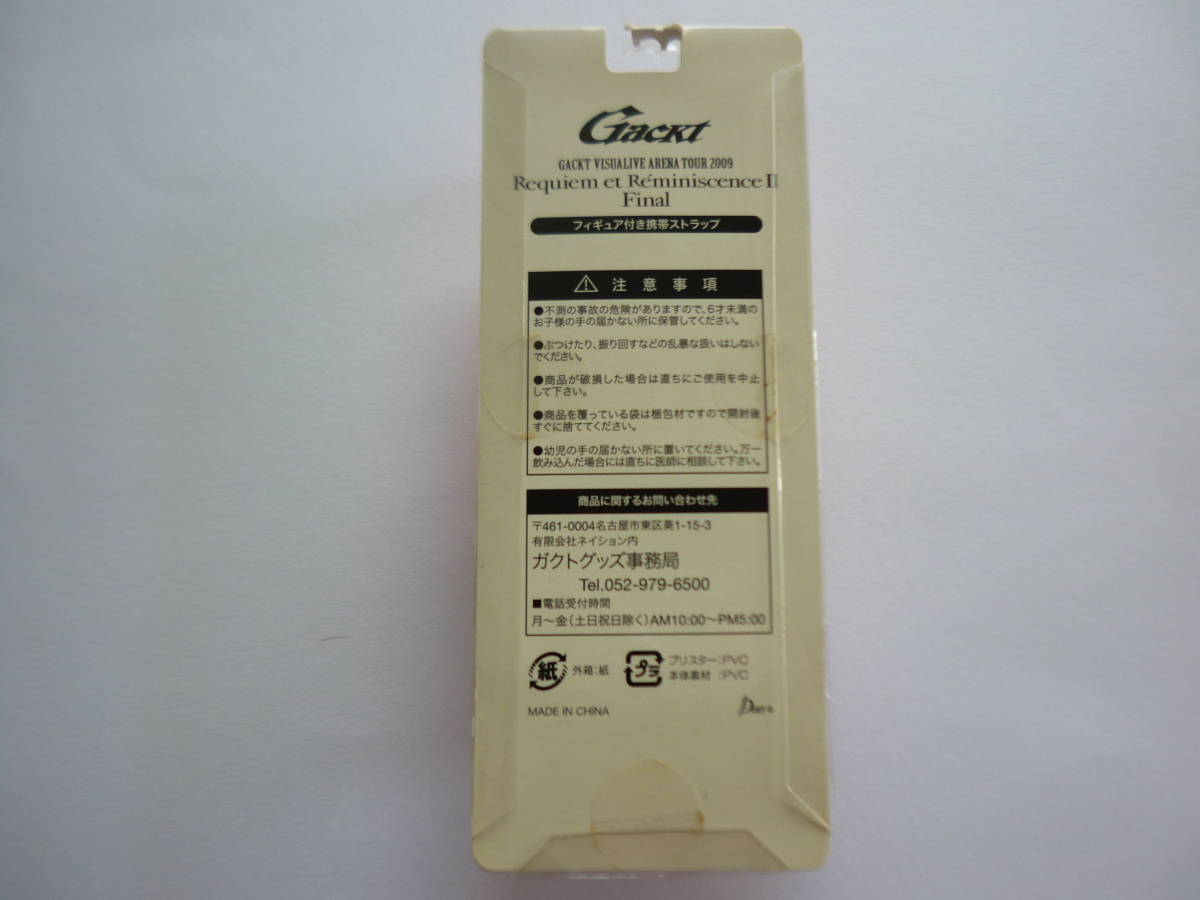 Gackt
GACKT VISUALIVE ARENA TOUR 2009
Requiem et RéminiscenceⅡ
Final
フィギュア付き携帯ストラップ
注意事項
●不測の事故の危険がありますので、6才未満の
お子様の手の届かない所に保管してください。
●ぶつけたり、振り回すなどの乱暴な扱いはしない
でください。
●商品が破損した場合は直ちにご使用を中止
して下さい。
●商品を覆っている袋は梱包材ですので開封後
すぐに捨ててください。
●幼児の手の届かない所に置いてください。万一
飲み込んだ場合には直ちに医師に相談して下さい。
商品に関するお問い合わせ先
〒461-0004名古屋市東区葵1-15-3
有限会社ネイション内
ガクトグッズ事務局
Tel.052-979-6500
■電話受付時間
月〜金(土日祝日除く)AM10:00〜PM5:00
紙 外箱:紙
プラ ブリスター:PVC
本体素材 :PVC
MADE IN CHINA